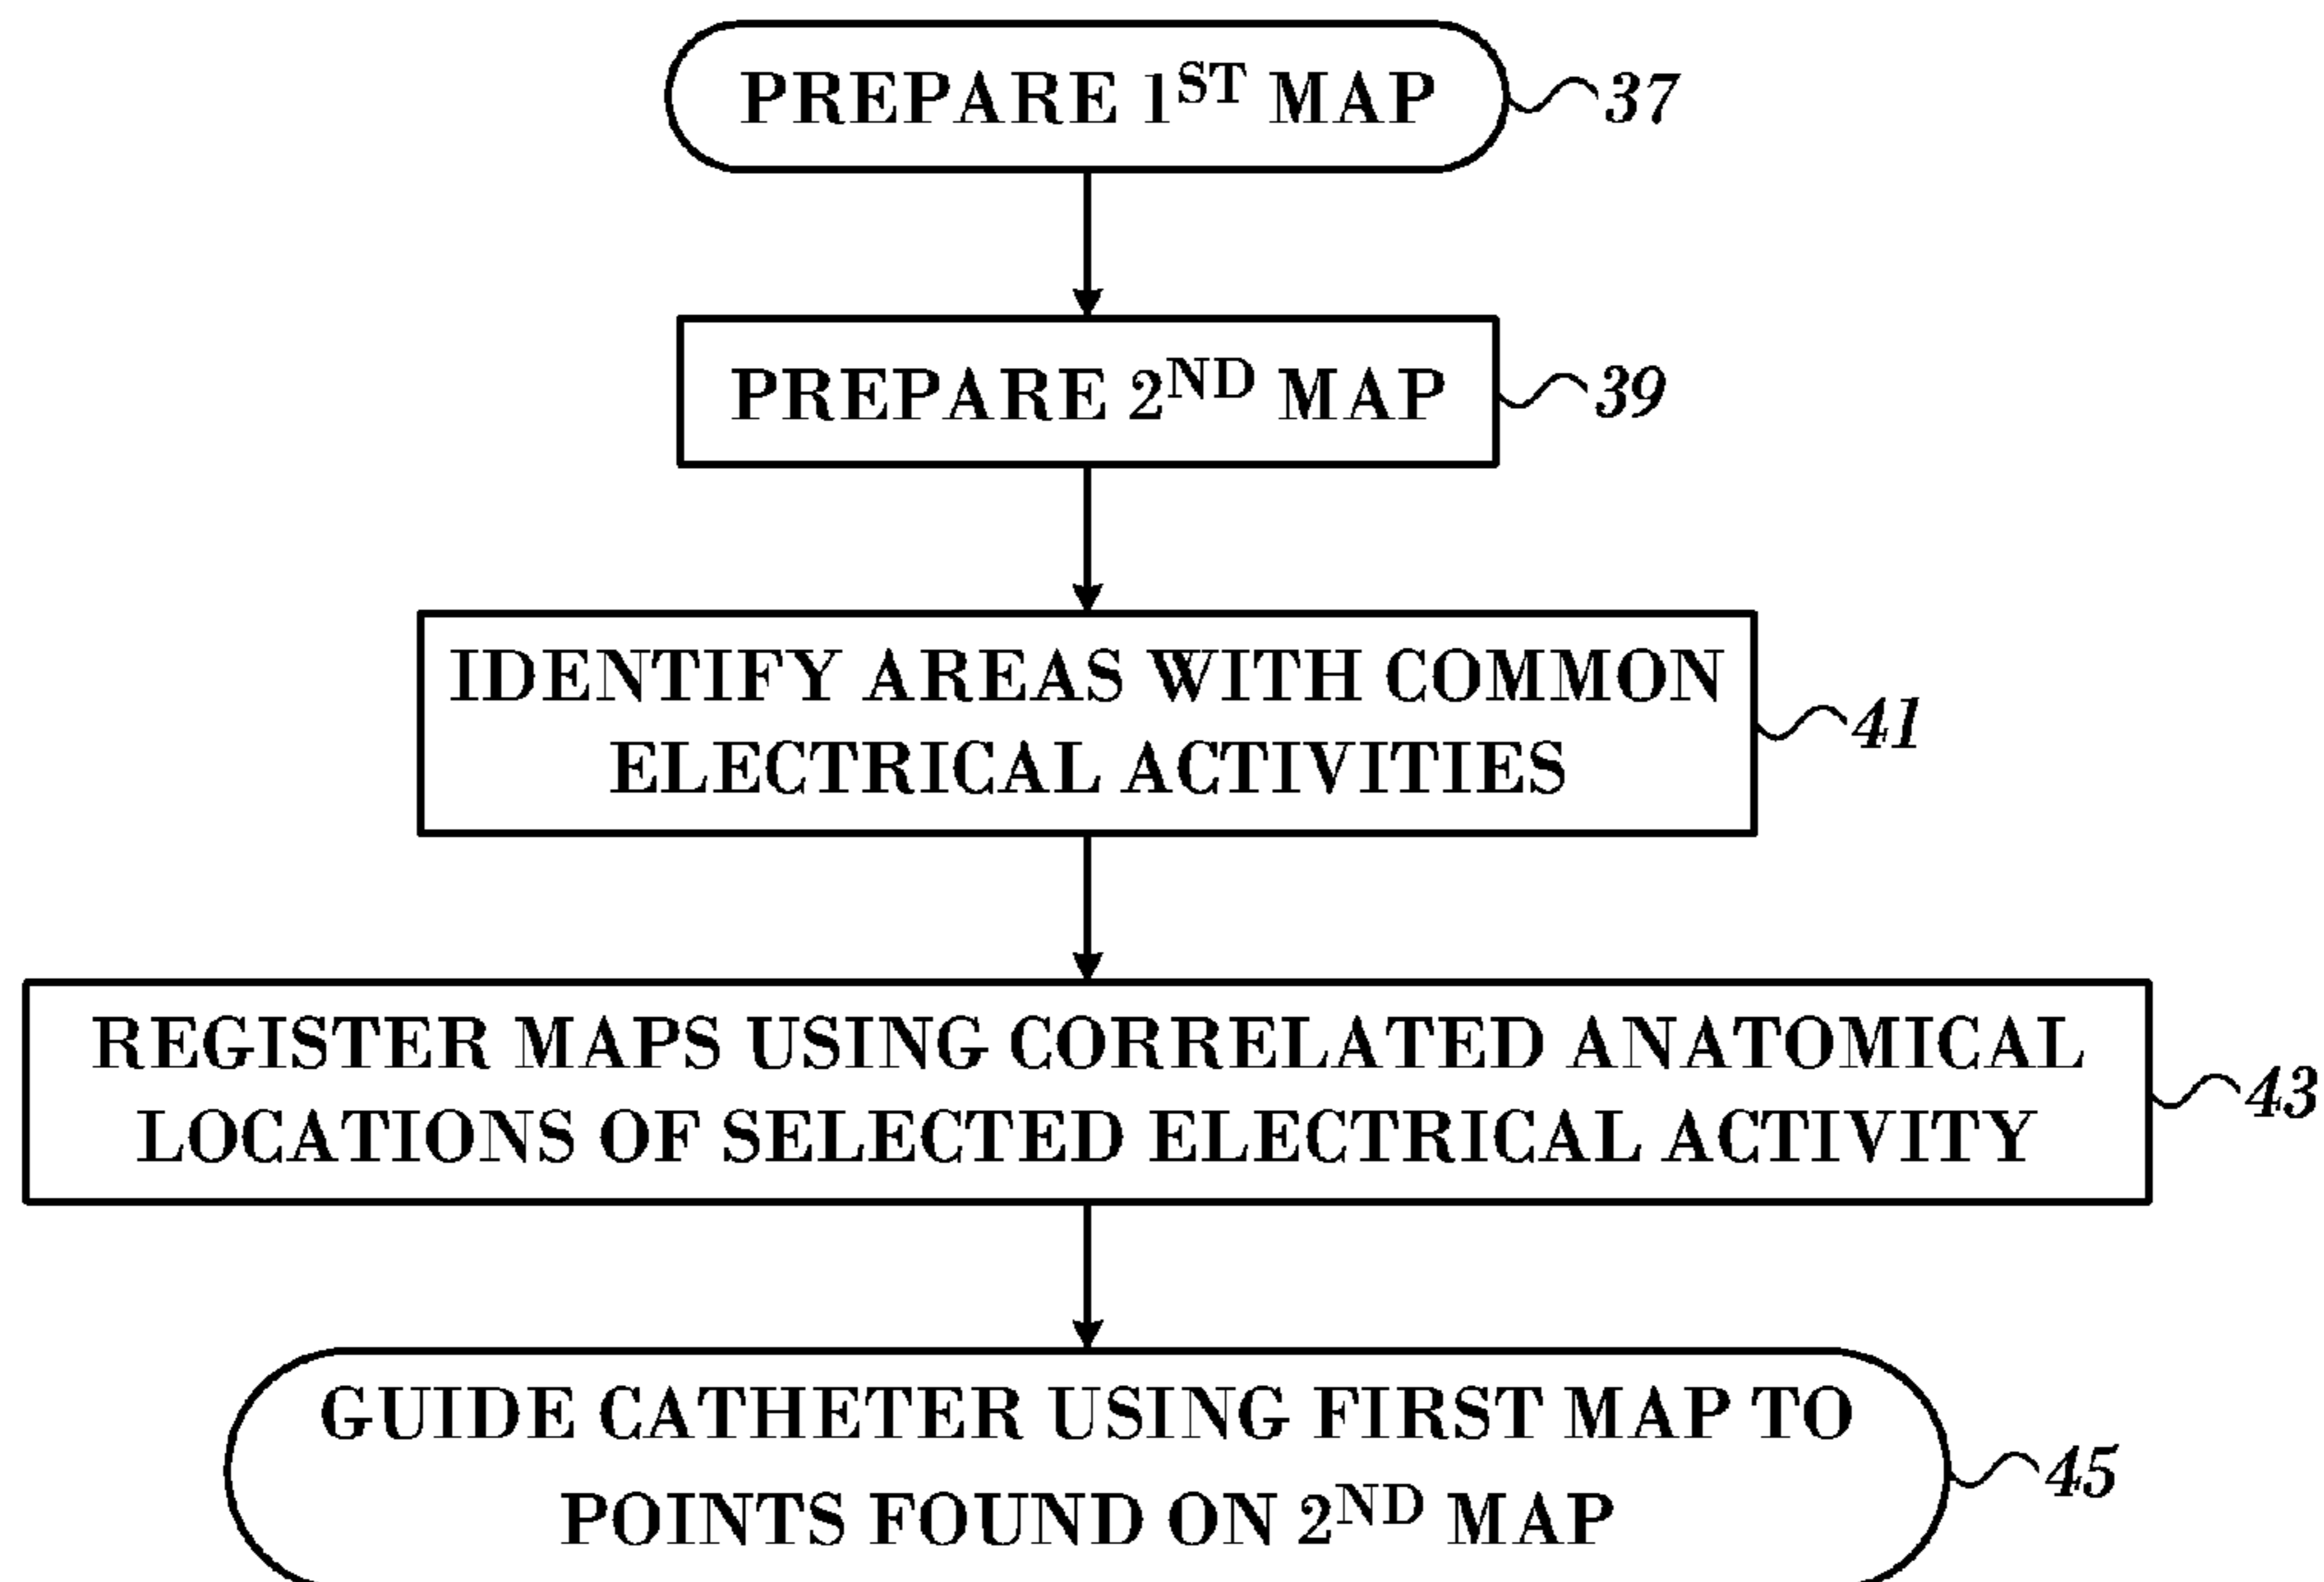 PREPARE 1ST MAP 37
PREPARE 2ND MAP 39
IDENTIFY AREAS WITH COMMON
ELECTRICAL ACTIVITIES 41
REGISTER MAPS USING CORRELATED ANATOMICAL
LOCATIONS OF SELECTED ELECTRICAL ACTIVITY 43
GUIDE CATHETER USING FIRST MAP TO
POINTS FOUND ON 2ND MAP 45